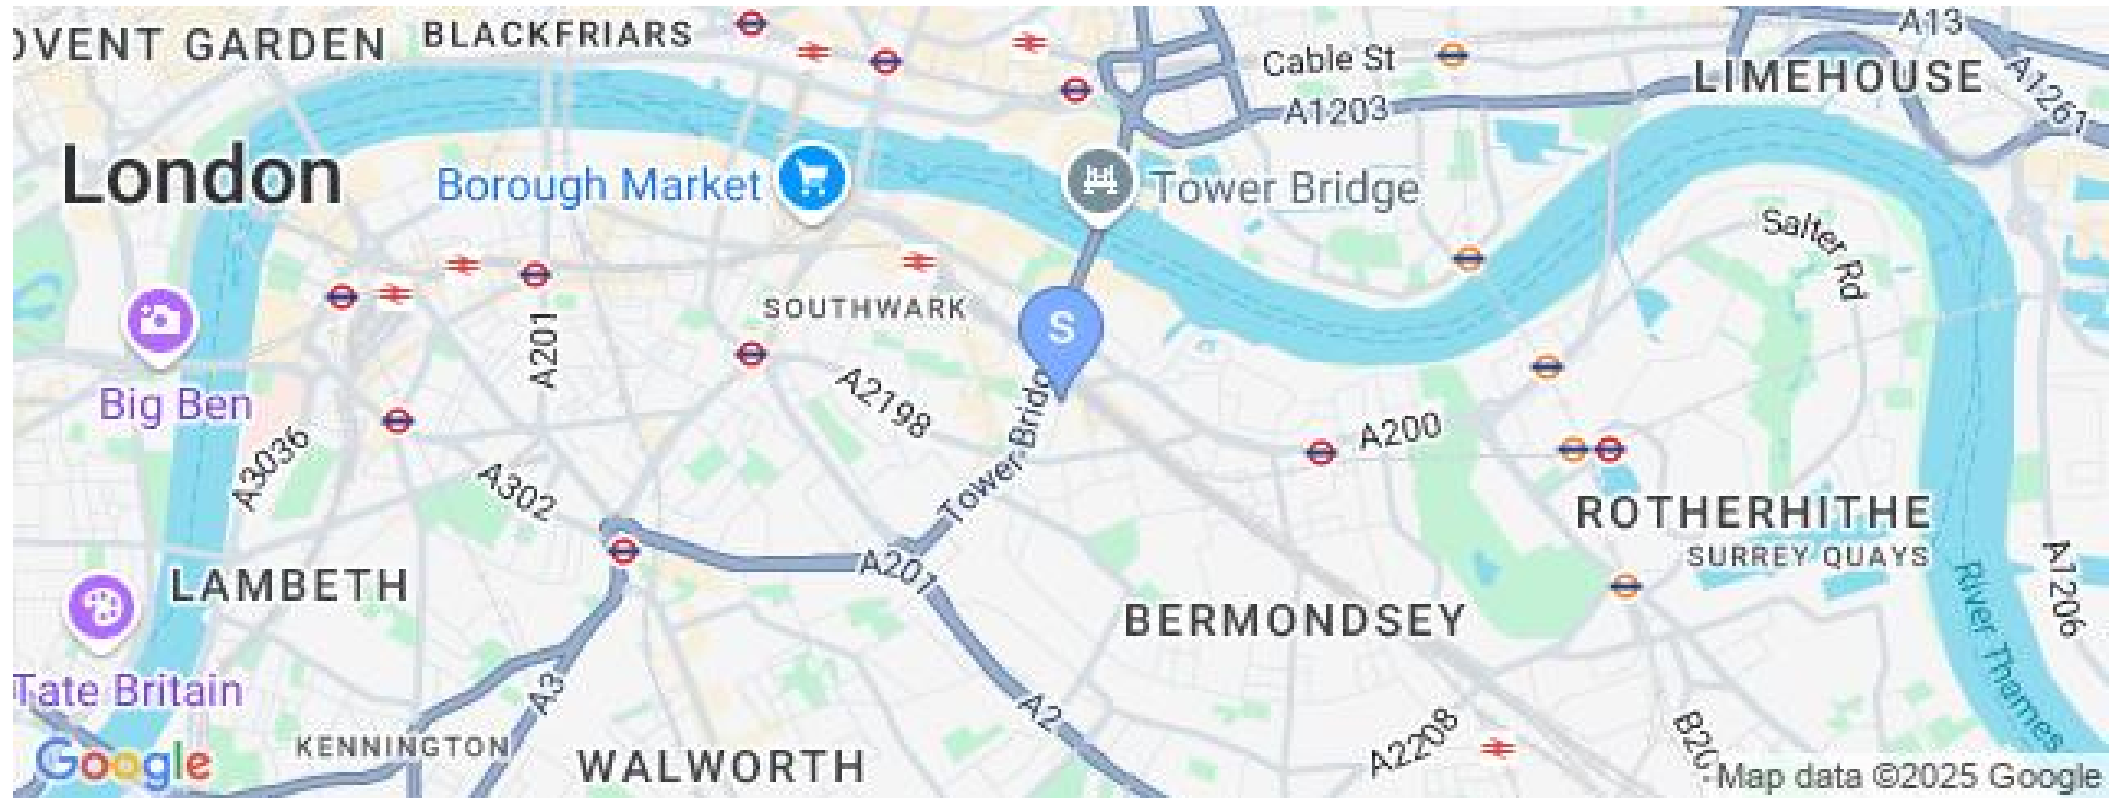 OVENT GARDEN
BLACKFRIARS
A13
Cable St
LIMEHOUSE
A1203
A1261
London
Borough Market
Tower Bridge
Salter Rd
S
SOUTHWARK
A201
Big Ben
A2198
A3036
A302
A200
Tower Bridg
ROTHERHITHE
SURREY QUAYS
A1206
LAMBETH
A201
BERMONDSEY
River Thames
Tate Britain
A3
A2
A2208
B20
KENNINGTON
WALWORTH
Google
Map data ©2025 Google